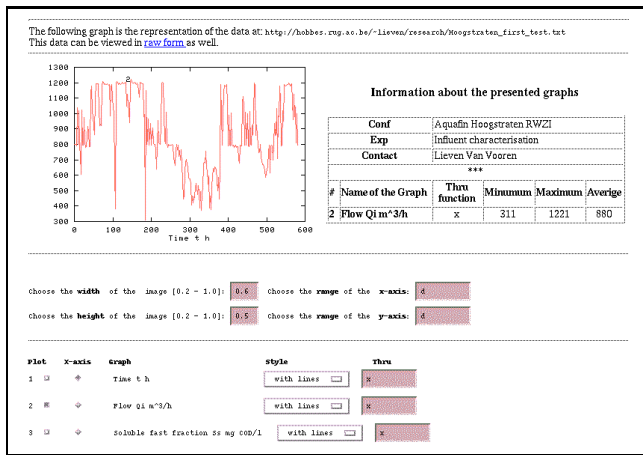 The following graph is the representation of the data at: http://hobbes.rug.ac.be/~lieven/research/Hoogstraten_first_test.txt
This data can be viewed in raw form as well.
1300
1200
1100
1000
900
800
700
600
500
400
300
2
0 100 200 300 400 500 600
Time t h
Information about the presented graphs
Conf Aquafin Hoogstraten RWZI
Exp Influent characterisation
Contact Lieven Van Vooren
***
# Name of the Graph Thru function Minumum Maximum Averige
2 Flow Qi m^3/h x 311 1221 880
Choose the width of the image [0.2 - 1.0]: 0.6 Choose the range of the x-axis: d
Choose the height of the image [0.2 - 1.0]: 0.5 Choose the range of the y-axis: d
Plot X-axis Graph Style Thru
1 Time t h with lines x
2 Flow Qi m^3/h with lines x
3 Soluble fast fraction Ss mg COD/l with lines x